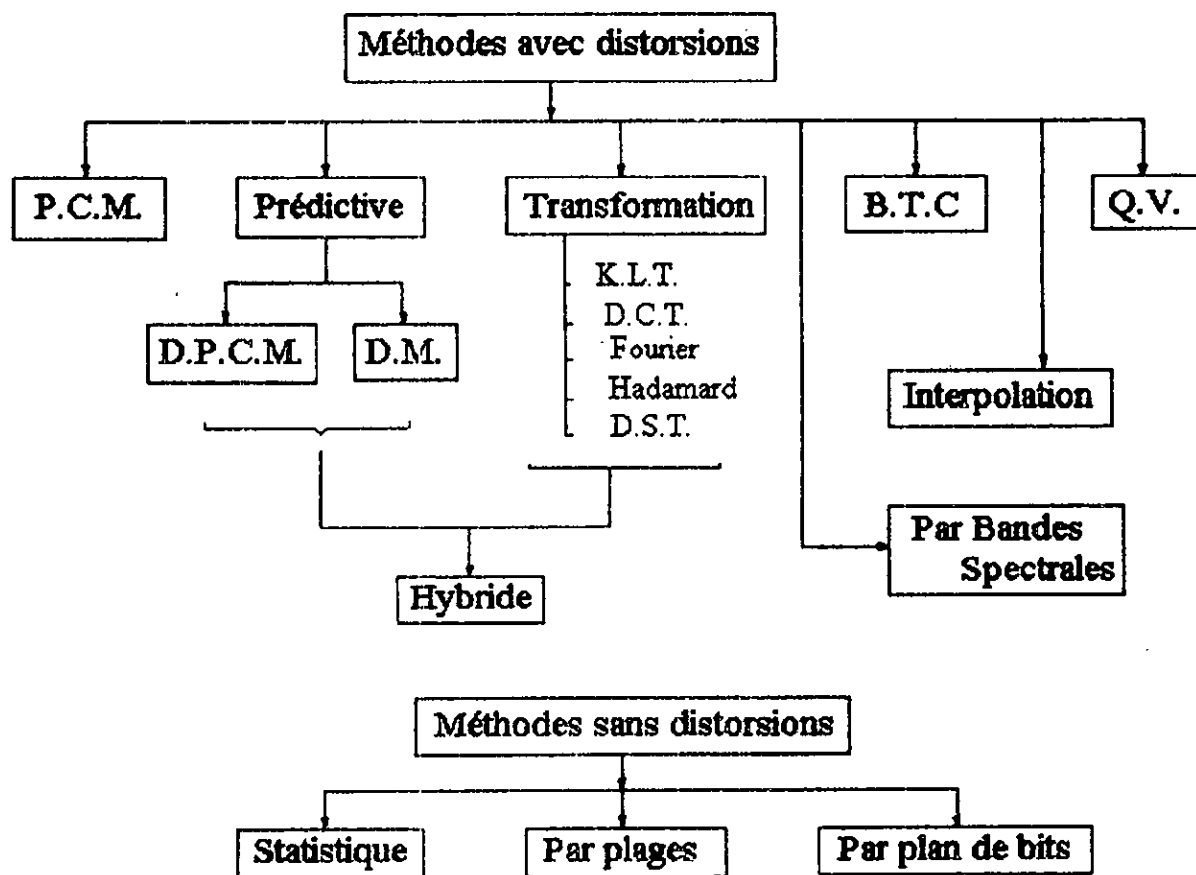 Méthodes avec distorsions
P.C.M.
Prédictive
Transformation
B.T.C
Q.V.
K.L.T.
D.C.T.
Fourier
Hadamard
D.S.T.
D.P.C.M.
D.M.
Interpolation
Par Bandes
Spectrales
Hybride
Méthodes sans distorsions
Statistique
Par plages
Par plan de bits